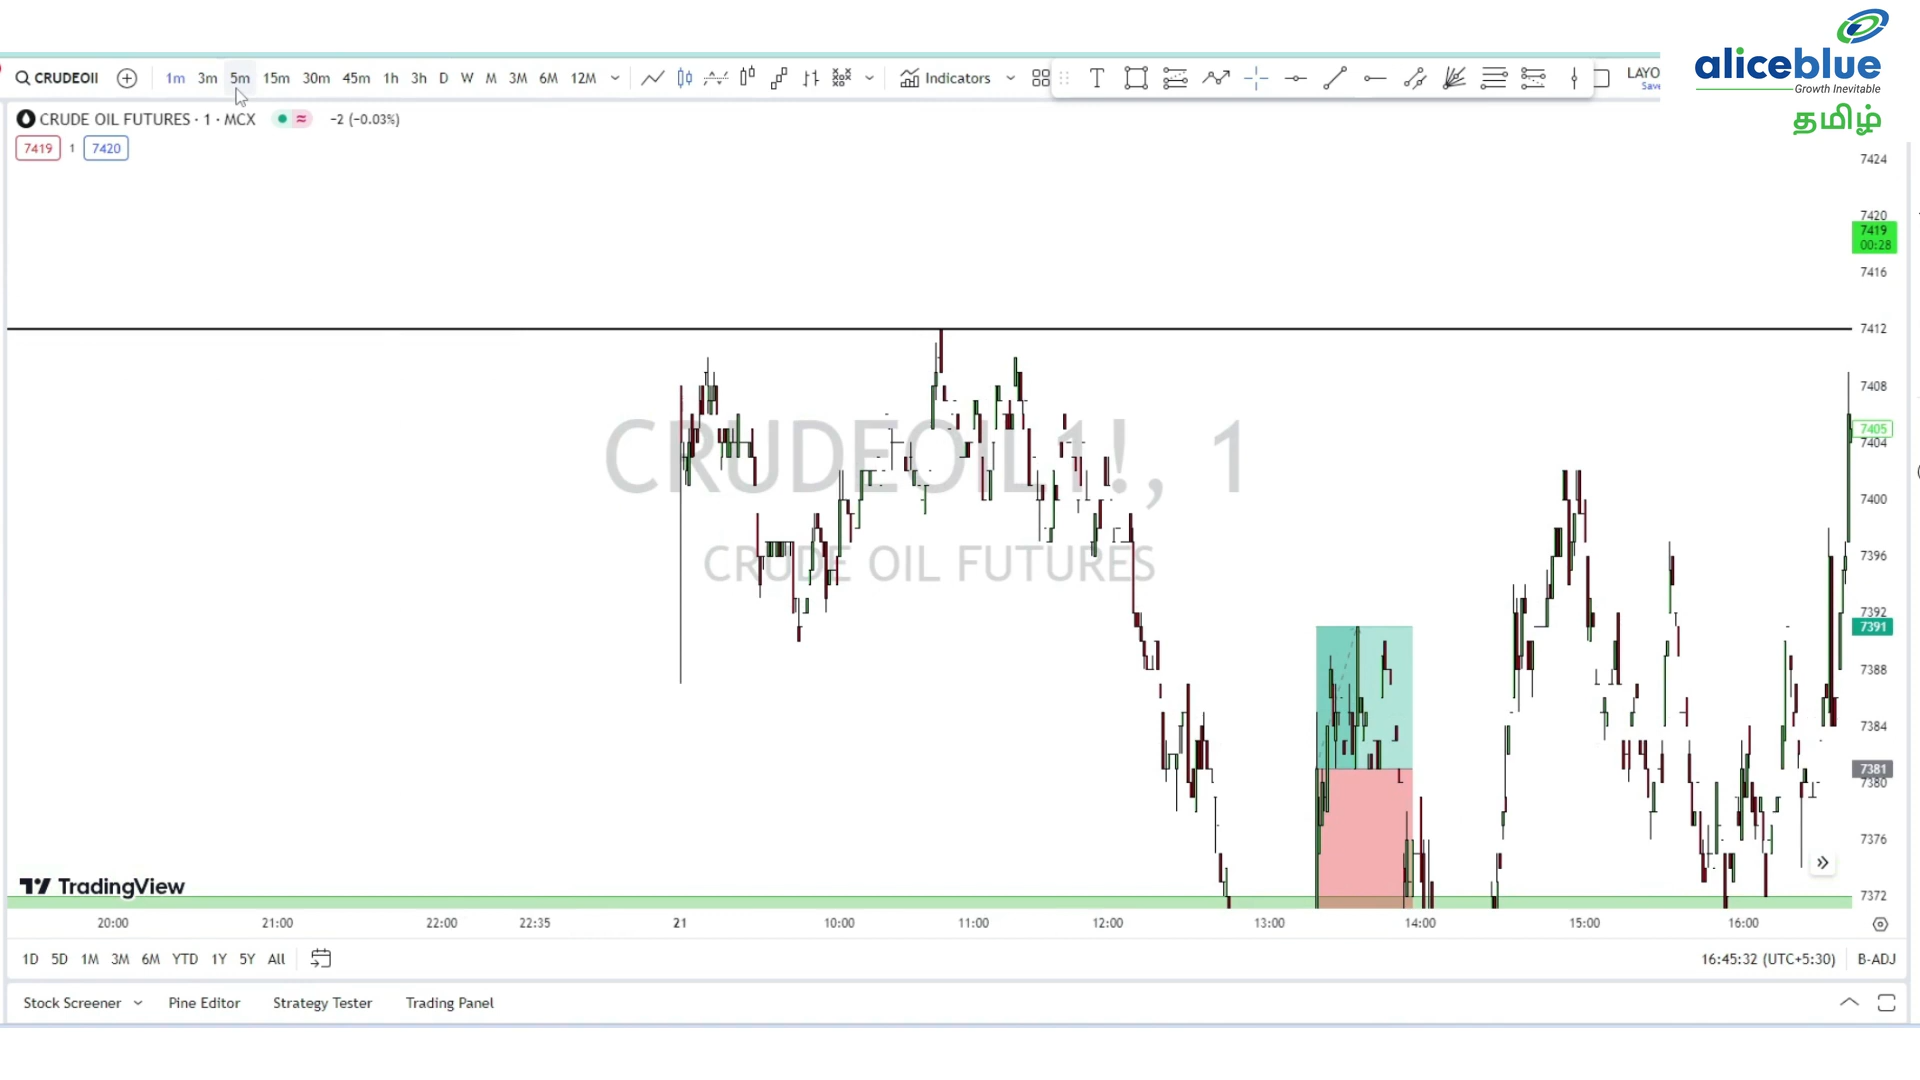 aliceblue
Growth Inevitable
தமிழ்
CRUDEOII
1m 3m 5m 15m 30m 45m 1h 3h D W M 3M 6M 12M
Indicators
LAYO
Save
CRUDE OIL FUTURES · 1 · MCX
−2 (−0.03%)
7419 1 7420
7424
7420
7419
00:28
7416
7412
7408
7405
7404
7400
7396
7392
7391
7388
7384
7381
7380
7376
7372
CRUDEOIL1!, 1
CRUDE OIL FUTURES
TradingView
20:00 21:00 22:00 22:35 21 10:00 11:00 12:00 13:00 14:00 15:00 16:00
1D 5D 1M 3M 6M YTD 1Y 5Y All
16:45:32 (UTC+5:30) B-ADJ
Stock Screener Pine Editor Strategy Tester Trading Panel